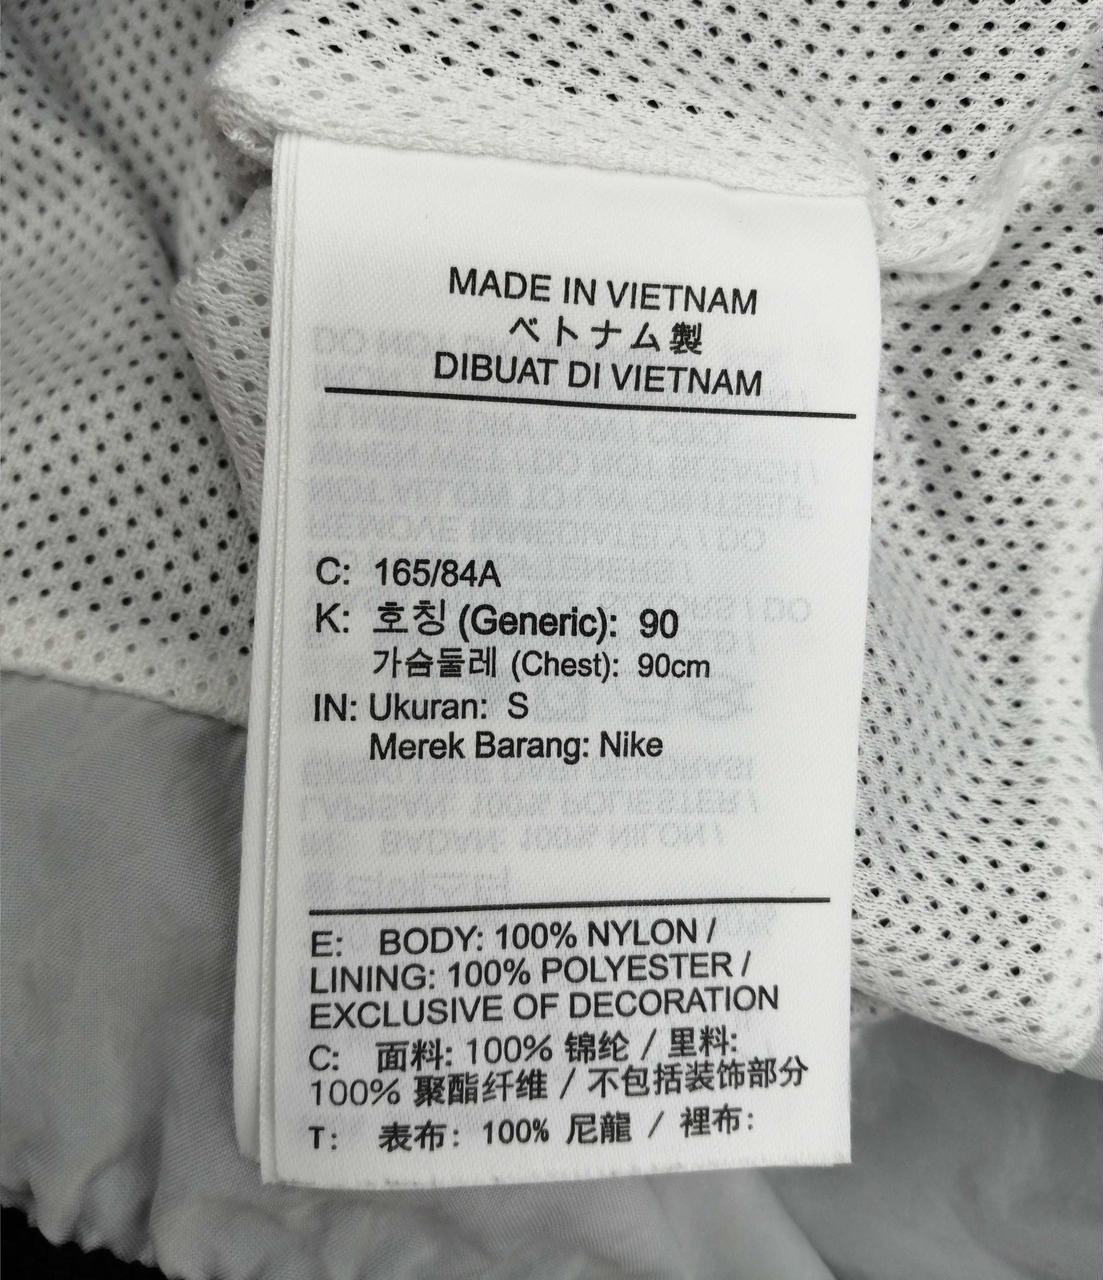 MADE IN VIETNAM
ベトナム製
DIBUAT DI VIETNAM
C: 165/84A
K: 호칭 (Generic): 90
가슴둘레 (Chest): 90cm
IN: Ukuran: S
Merek Barang: Nike
E: BODY: 100% NYLON /
LINING: 100% POLYESTER /
EXCLUSIVE OF DECORATION
C: 面料: 100% 锦纶 / 里料:
100% 聚酯纤维 / 不包括装饰部分
T: 表布: 100% 尼龍 / 裡布: